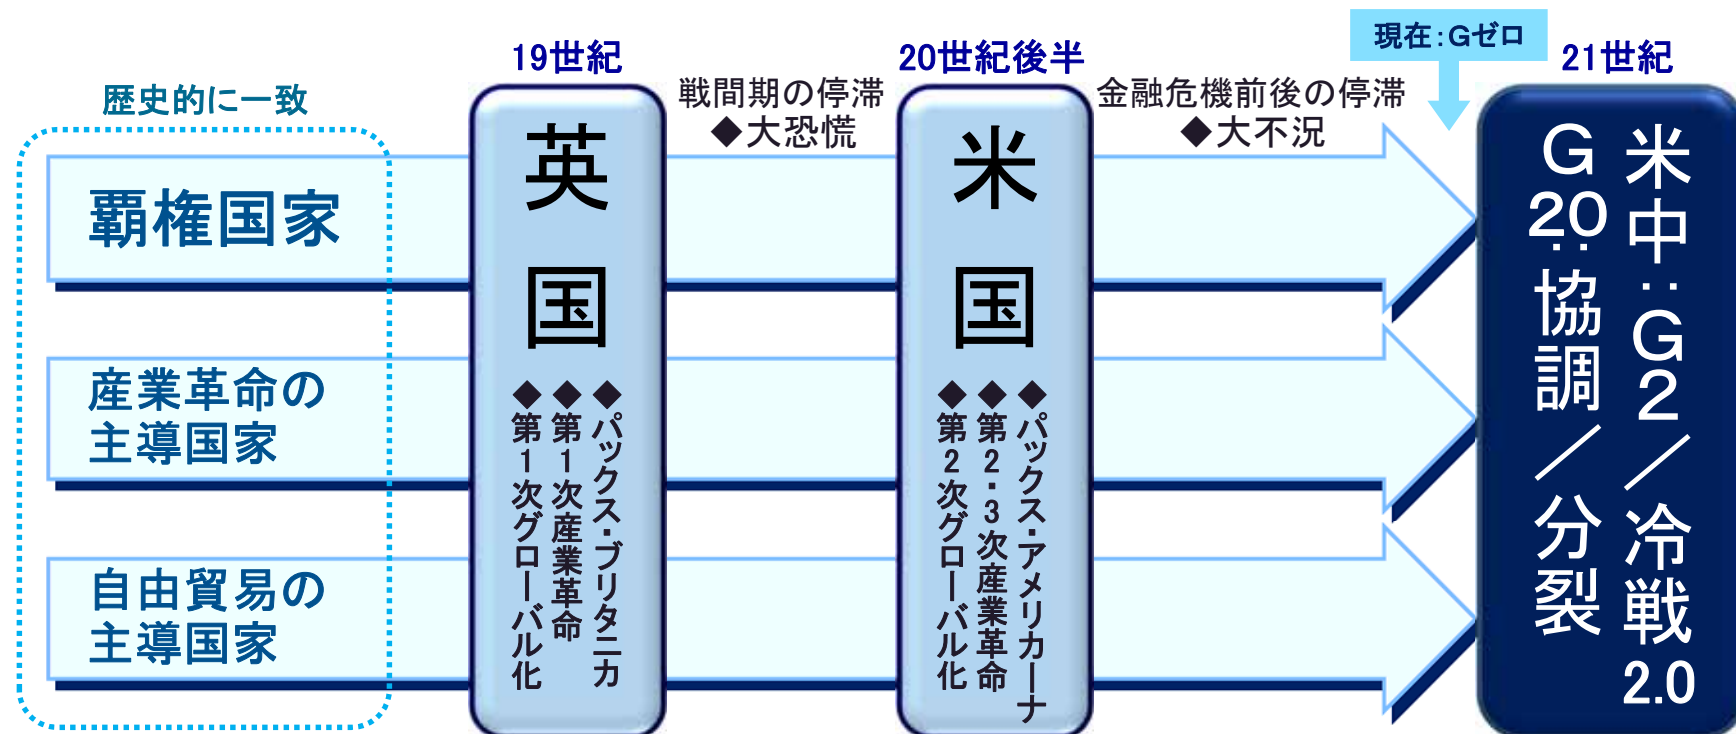 歴史的に一致
覇権国家
産業革命の
主導国家
自由貿易の
主導国家
19世紀
英国
◆パックス・ブリタニカ
◆第1次産業革命
◆第1次グローバル化
戦間期の停滞
◆大恐慌
20世紀後半
米国
◆パックス・アメリカーナ
◆第2・3次産業革命
◆第2次グローバル化
金融危機前後の停滞
◆大不況
現在:Gゼロ
21世紀
米中:G2/冷戦2.0
G20:協調/分裂